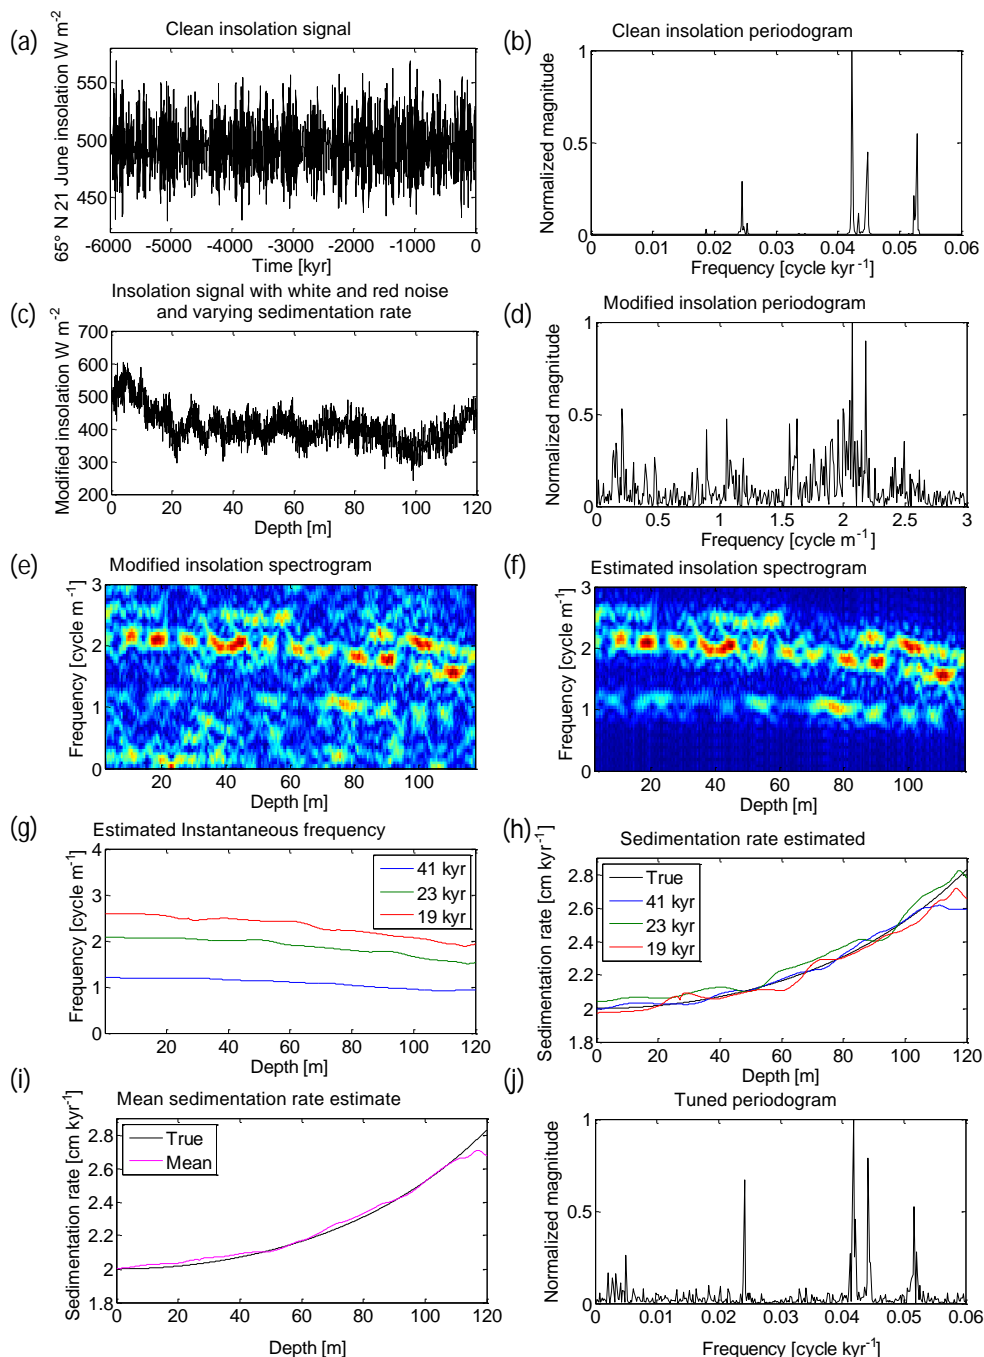 (a)
Clean insolation signal
65° N 21 June insolation W m-2
550
500
450
-6000 -5000 -4000 -3000 -2000 -1000 0
Time [kyr]
(b)
Clean insolation periodogram
Normalized magnitude
1
0.5
0
0 0.01 0.02 0.03 0.04 0.05 0.06
Frequency [cycle kyr-1]
(c)
Insolation signal with white and red noise
and varying sedimentation rate
Modified insolation W m-2
700
600
500
400
300
200
0 20 40 60 80 100 120
Depth [m]
(d)
Modified insolation periodogram
Normalized magnitude
1
0.5
0
0 0.5 1 1.5 2 2.5 3
Frequency [cycle m-1]
(e)
Modified insolation spectrogram
Frequency [cycle m-1]
3
2
1
0
20 40 60 80 100
Depth [m]
(f)
Estimated insolation spectrogram
Frequency [cycle m-1]
3
2
1
0
20 40 60 80 100
Depth [m]
(g)
Estimated Instantaneous frequency
Frequency [cycle m-1]
4
3
2
1
0
41 kyr
23 kyr
19 kyr
0 20 40 60 80 100 120
Depth [m]
(h)
Sedimentation rate estimated
Sedimentation rate [cm kyr-1]
2.8
2.6
2.4
2.2
2
1.8
True
41 kyr
23 kyr
19 kyr
0 20 40 60 80 100 120
Depth [m]
(i)
Mean sedimentation rate estimate
Sedimentation rate [cm kyr-1]
2.8
2.6
2.4
2.2
2
1.8
True
Mean
0 20 40 60 80 100 120
Depth [m]
(j)
Tuned periodogram
Normalized magnitude
1
0.5
0
0 0.01 0.02 0.03 0.04 0.05 0.06
Frequency [cycle kyr-1]